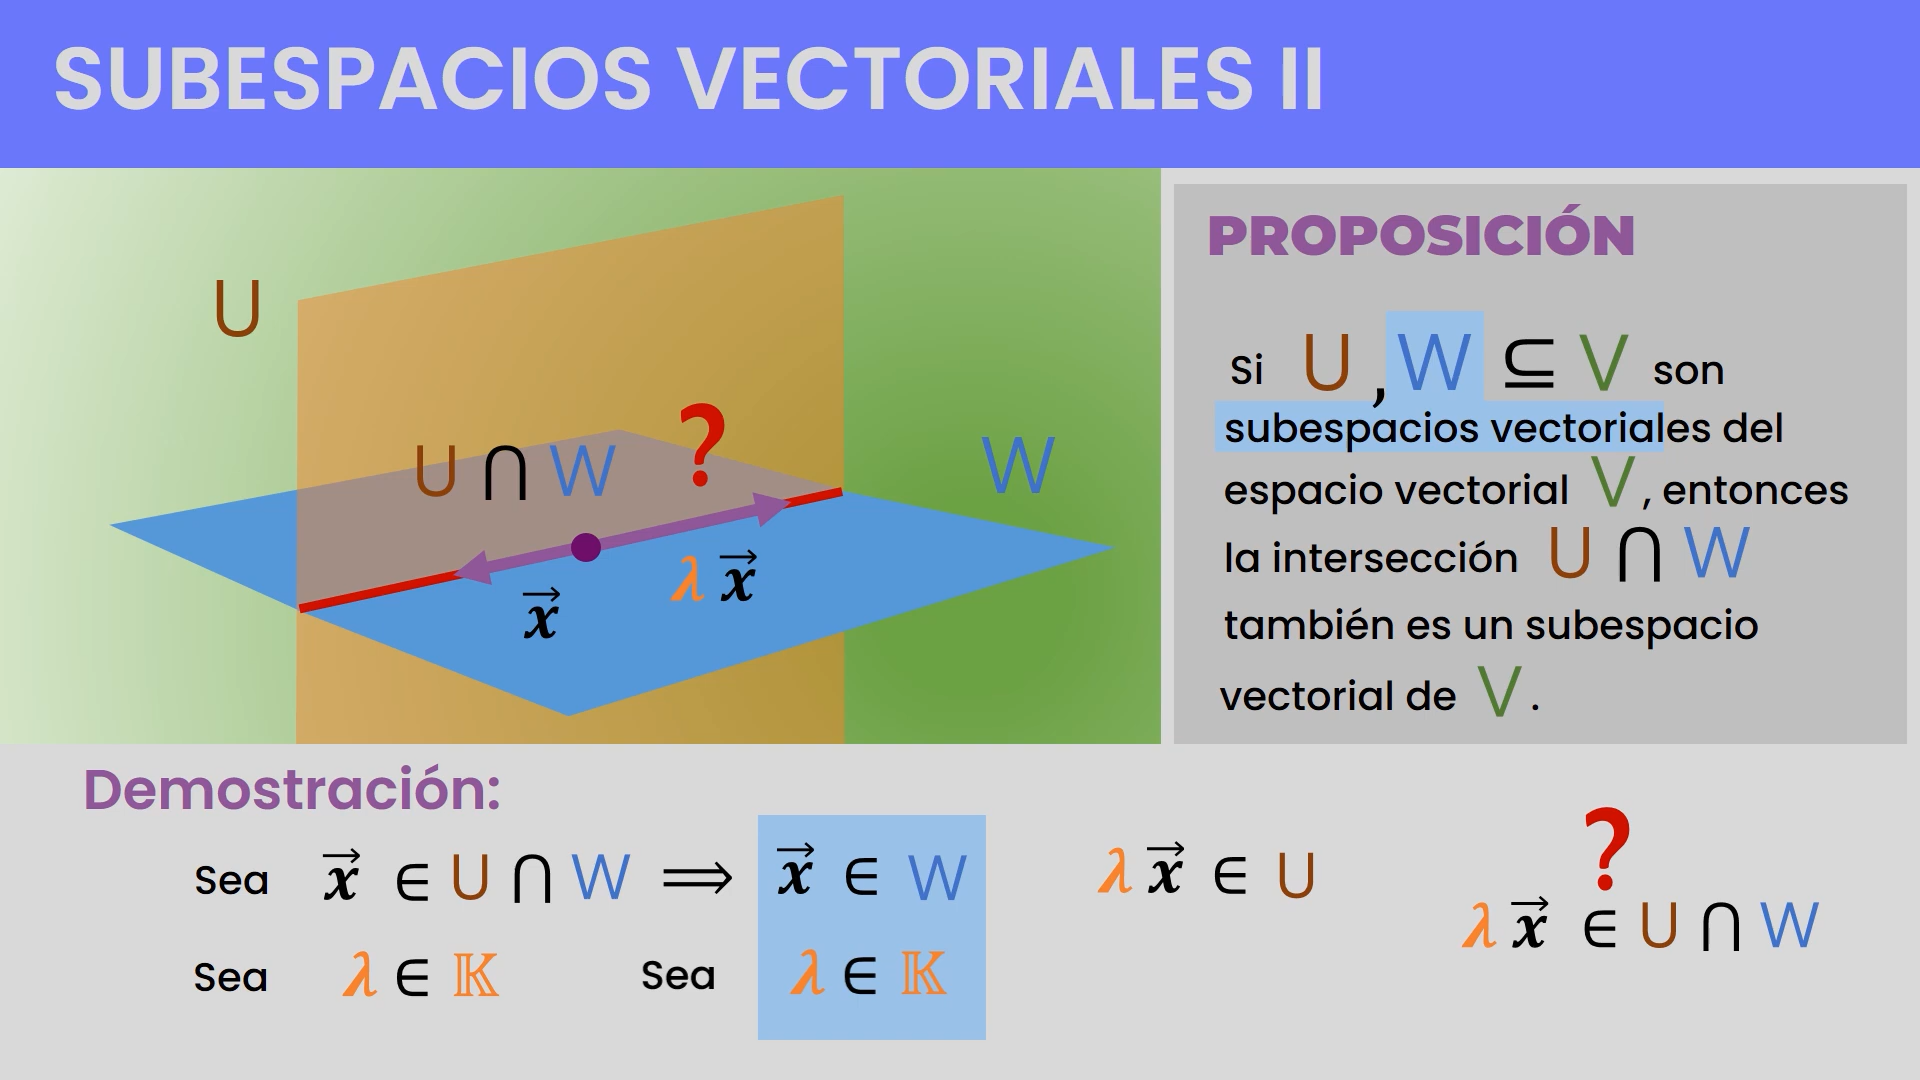 SUBESPACIOS VECTORIALES II
U
U ∩ W ?
W
x⃗
λ x⃗
PROPOSICIÓN
Si U , W ⊆ V son
subespacios vectoriales del
espacio vectorial V , entonces
la intersección U ∩ W
también es un subespacio
vectorial de V .
Demostración:
Sea x⃗ ∈ U ∩ W ⟹ x⃗ ∈ W
λ x⃗ ∈ U
?
λ x⃗ ∈ U ∩ W
Sea λ ∈ 𝕂
Sea λ ∈ 𝕂